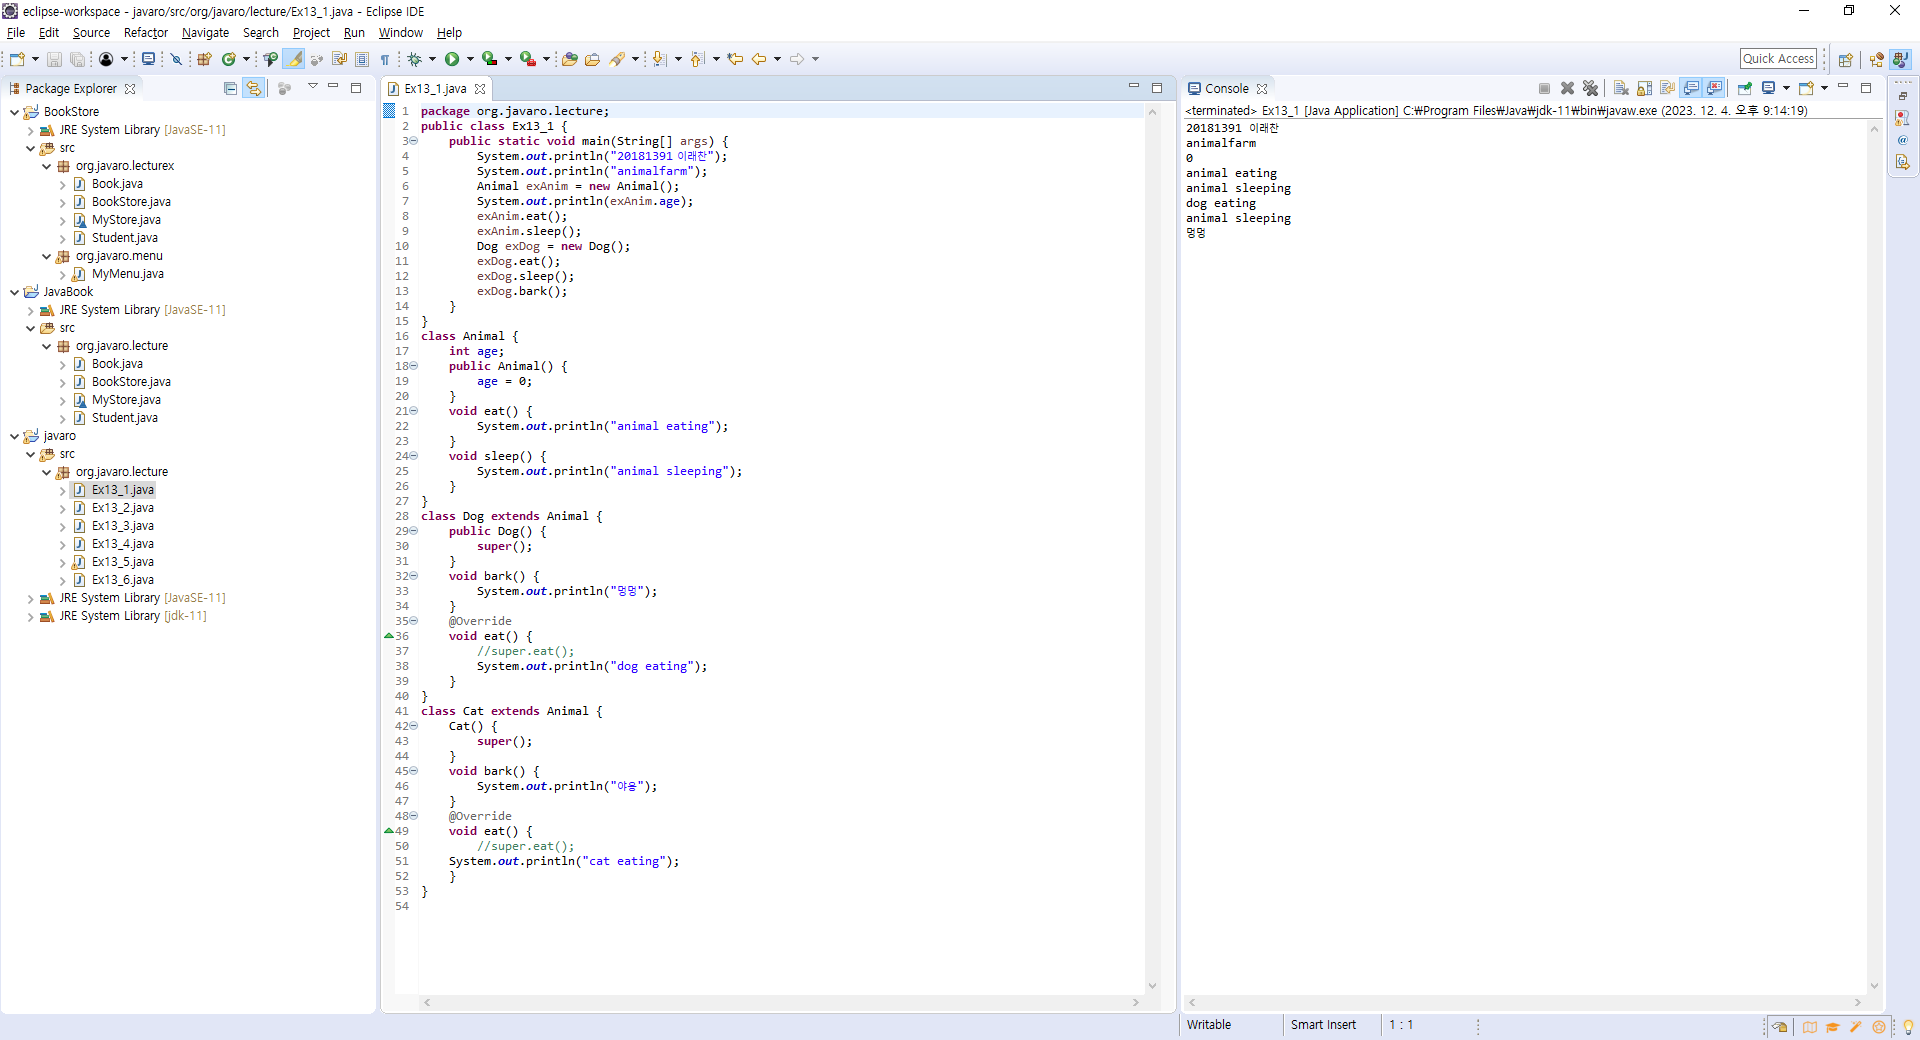 eclipse-workspace - javaro/src/org/javaro/lecture/Ex13_1.java - Eclipse IDE
File Edit Source Refactor Navigate Search Project Run Window Help
Quick Access
Package Explorer
BookStore
JRE System Library [JavaSE-11]
src
org.javaro.lecturex
Book.java
BookStore.java
MyStore.java
Student.java
org.javaro.menu
MyMenu.java
JavaBook
JRE System Library [JavaSE-11]
src
org.javaro.lecture
Book.java
BookStore.java
MyStore.java
Student.java
javaro
src
org.javaro.lecture
Ex13_1.java
Ex13_2.java
Ex13_3.java
Ex13_4.java
Ex13_5.java
Ex13_6.java
JRE System Library [JavaSE-11]
JRE System Library [jdk-11]
Ex13_1.java
1 package org.javaro.lecture;
2 public class Ex13_1 {
3 public static void main(String[] args) {
4 System.out.println("20181391 이래찬");
5 System.out.println("animalfarm");
6 Animal exAnim = new Animal();
7 System.out.println(exAnim.age);
8 exAnim.eat();
9 exAnim.sleep();
10 Dog exDog = new Dog();
11 exDog.eat();
12 exDog.sleep();
13 exDog.bark();
14 }
15 }
16 class Animal {
17 int age;
18 public Animal() {
19 age = 0;
20 }
21 void eat() {
22 System.out.println("animal eating");
23 }
24 void sleep() {
25 System.out.println("animal sleeping");
26 }
27 }
28 class Dog extends Animal {
29 public Dog() {
30 super();
31 }
32 void bark() {
33 System.out.println("멍멍");
34 }
35 @Override
36 void eat() {
37 //super.eat();
38 System.out.println("dog eating");
39 }
40 }
41 class Cat extends Animal {
42 Cat() {
43 super();
44 }
45 void bark() {
46 System.out.println("야옹");
47 }
48 @Override
49 void eat() {
50 //super.eat();
51 System.out.println("cat eating");
52 }
53 }
54
Console
<terminated> Ex13_1 [Java Application] C:₩Program Files₩Java₩jdk-11₩bin₩javaw.exe (2023. 12. 4. 오후 9:14:19)
20181391 이래찬
animalfarm
0
animal eating
animal sleeping
dog eating
animal sleeping
멍멍
Writable Smart Insert 1 : 1